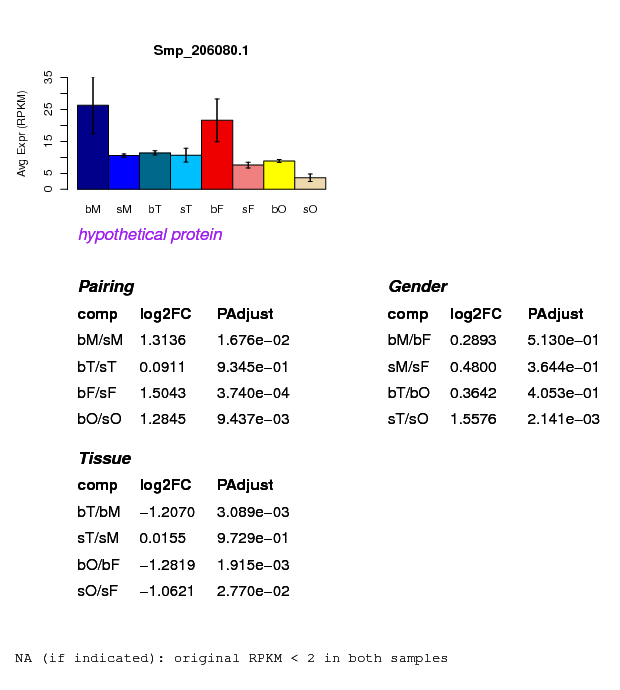 Smp_206080.1
Avg Expr (RPKM)
0 5 15 25 35
bM sM bT sT bF sF bO sO
hypothetical protein
Pairing
comp log2FC PAdjust
bM/sM 1.3136 1.676e−02
bT/sT 0.0911 9.345e−01
bF/sF 1.5043 3.740e−04
bO/sO 1.2845 9.437e−03
Gender
comp log2FC PAdjust
bM/bF 0.2893 5.130e−01
sM/sF 0.4800 3.644e−01
bT/bO 0.3642 4.053e−01
sT/sO 1.5576 2.141e−03
Tissue
comp log2FC PAdjust
bT/bM −1.2070 3.089e−03
sT/sM 0.0155 9.729e−01
bO/bF −1.2819 1.915e−03
sO/sF −1.0621 2.770e−02
NA (if indicated): original RPKM < 2 in both samples